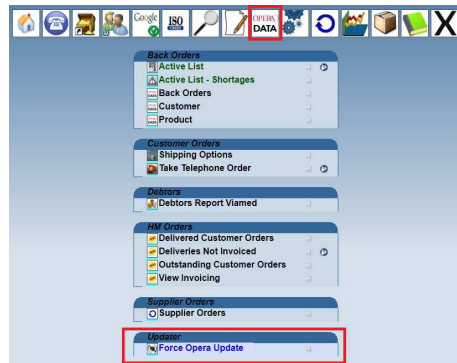 Google
ISO
OPERA
DATA
Back Orders
Active List
Active List - Shortages
Back Orders
Customer
Product
Customer Orders
Shipping Options
Take Telephone Order
Debtors
Debtors Report Viamed
HM Orders
Delivered Customer Orders
Deliveries Not Invoiced
Outstanding Customer Orders
View Invoicing
Supplier Orders
Supplier Orders
Updater
Force Opera Update